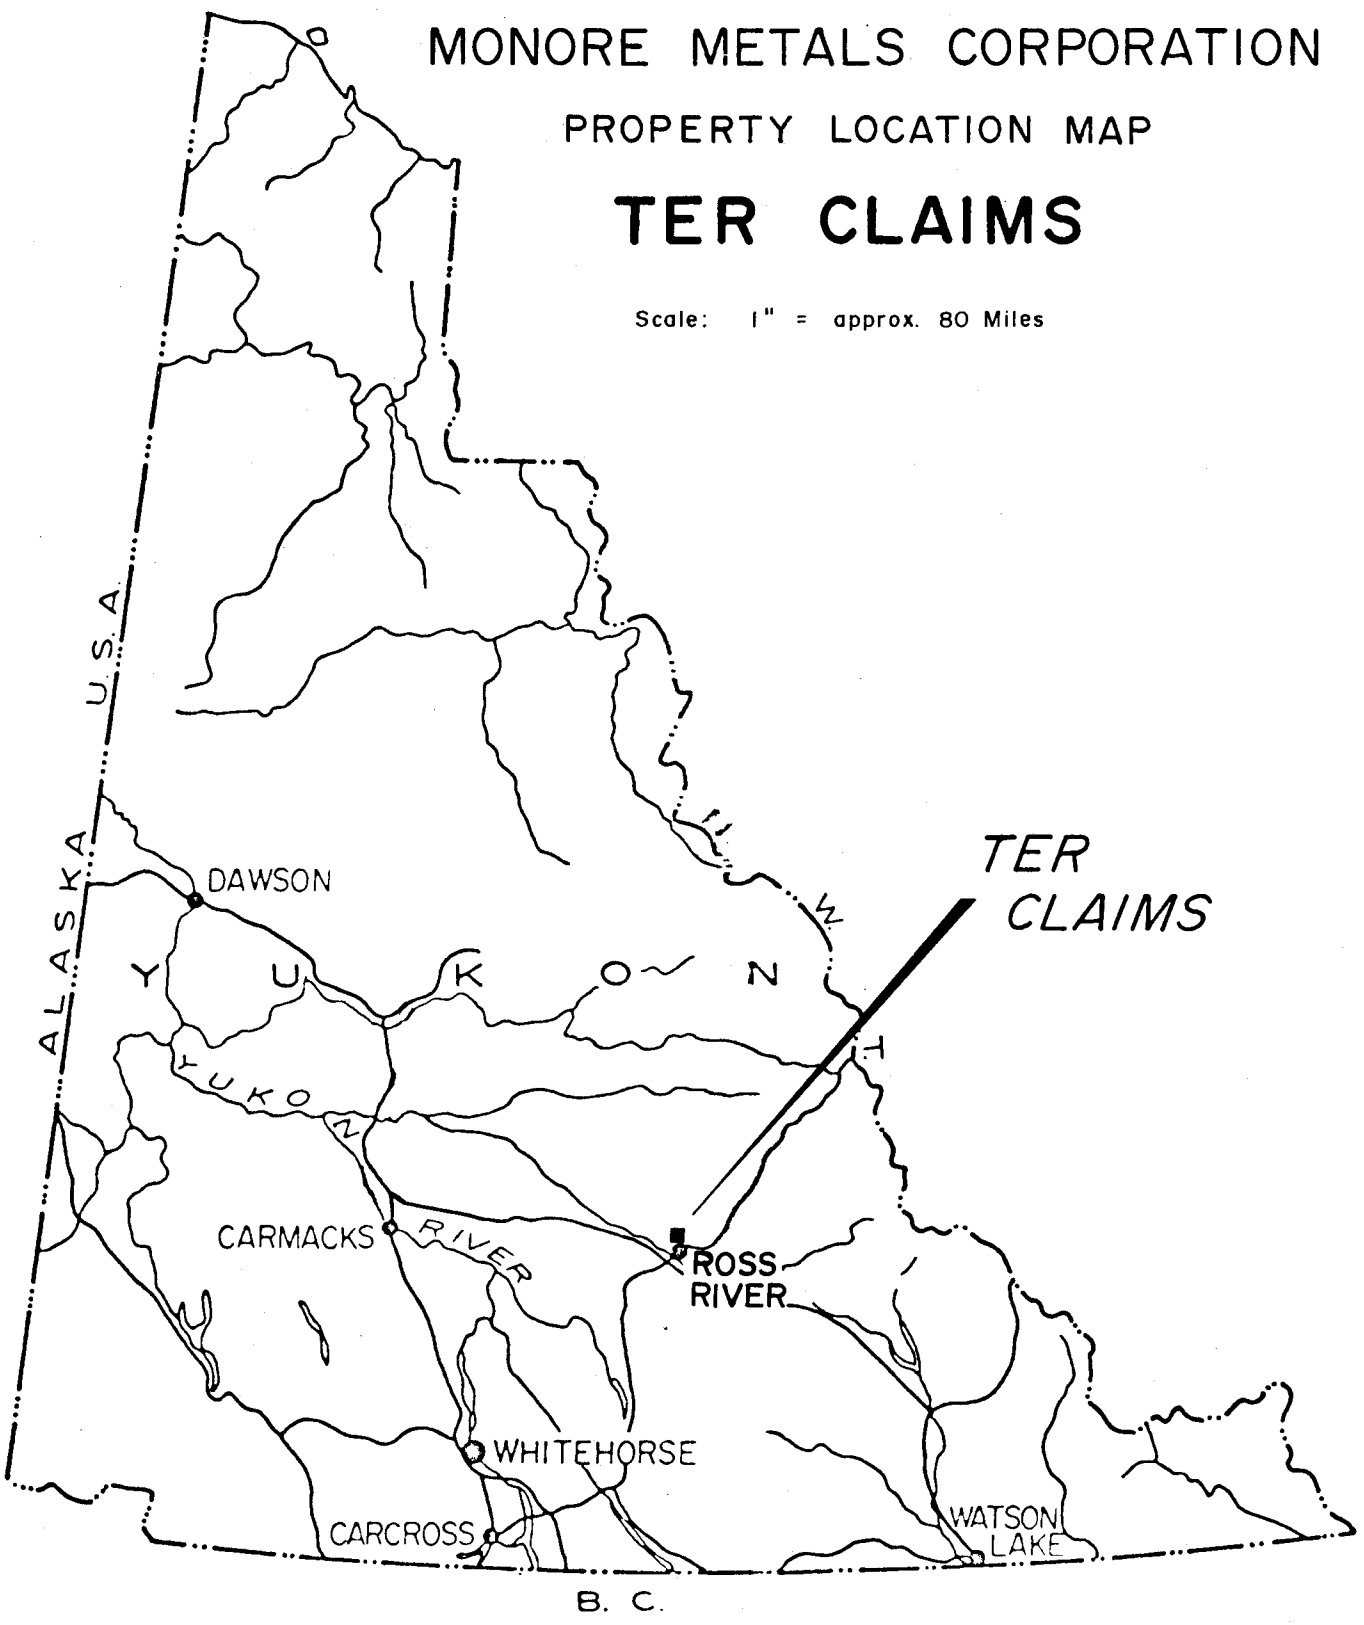 MONORE METALS CORPORATION
PROPERTY LOCATION MAP
TER CLAIMS
Scale: 1" = approx. 80 Miles
U.S.A.
ALASKA
TER
CLAIMS
DAWSON
W.
YUKON
T.
YUKON
RIVER
CARMACKS
ROSS
RIVER
WHITEHORSE
CARCROSS
WATSON
LAKE
B. C.